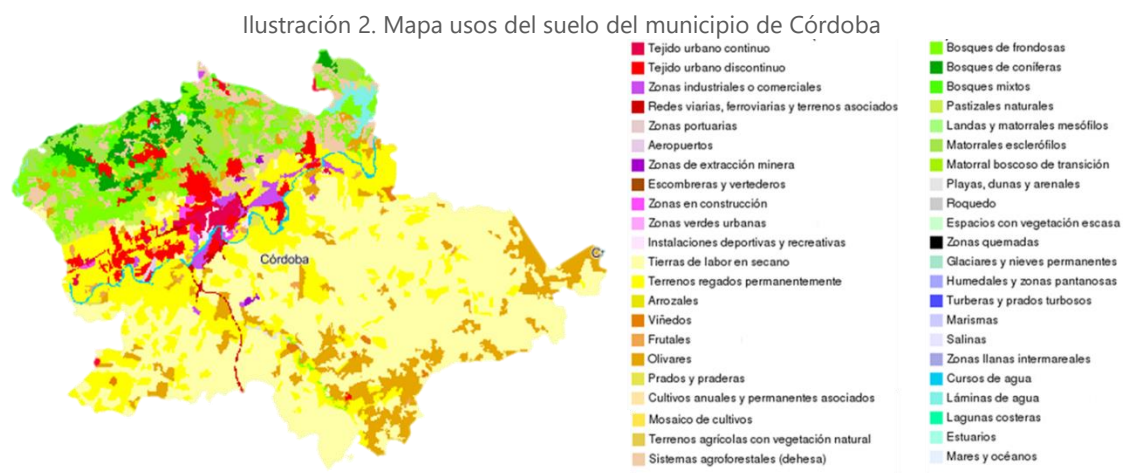 Ilustración 2. Mapa usos del suelo del municipio de Córdoba
Córdoba
C
Tejido urbano continuo
Tejido urbano discontinuo
Zonas industriales o comerciales
Redes viarias, ferroviarias y terrenos asociados
Zonas portuarias
Aeropuertos
Zonas de extracción minera
Escombreras y vertederos
Zonas en construcción
Zonas verdes urbanas
Instalaciones deportivas y recreativas
Tierras de labor en secano
Terrenos regados permanentemente
Arrozales
Viñedos
Frutales
Olivares
Prados y praderas
Cultivos anuales y permanentes asociados
Mosaico de cultivos
Terrenos agrícolas con vegetación natural
Sistemas agroforestales (dehesa)
Bosques de frondosas
Bosques de coníferas
Bosques mixtos
Pastizales naturales
Landas y matorrales mesófilos
Matorrales esclerófilos
Matorral boscoso de transición
Playas, dunas y arenales
Roquedo
Espacios con vegetación escasa
Zonas quemadas
Glaciares y nieves permanentes
Humedales y zonas pantanosas
Turberas y prados turbosos
Marismas
Salinas
Zonas llanas intermareales
Cursos de agua
Láminas de agua
Lagunas costeras
Estuarios
Mares y océanos